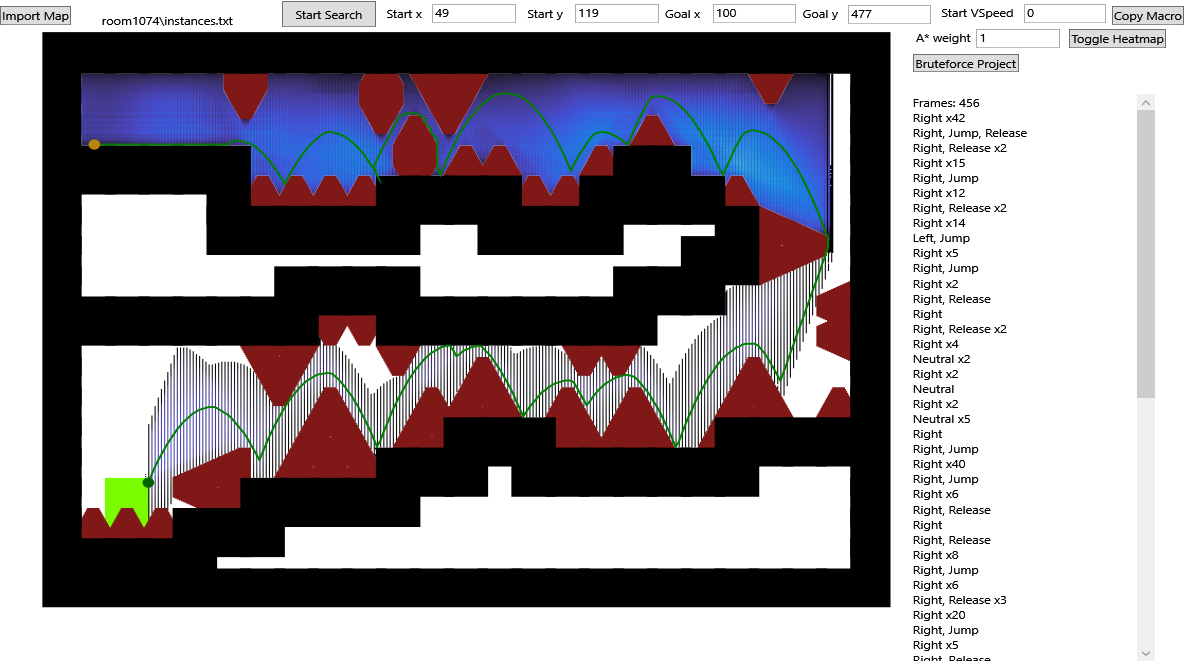 Import Map
room1074\instances.txt
Start Search
Start x 49
Start y 119
Goal x 100
Goal y 477
Start VSpeed 0
Copy Macro
A* weight 1
Toggle Heatmap
Bruteforce Project
Frames: 456
Right x42
Right, Jump, Release
Right, Release x2
Right x15
Right, Jump
Right x12
Right, Release x2
Right x14
Left, Jump
Right x5
Right, Jump
Right x2
Right, Release
Right
Right, Release x2
Right x4
Neutral x2
Right x2
Neutral
Right x2
Neutral x5
Right
Right, Jump
Right x40
Right, Jump
Right x6
Right, Release
Right
Right, Release
Right x8
Right, Jump
Right x6
Right, Release x3
Right x20
Right, Jump
Right x5
Right, Release